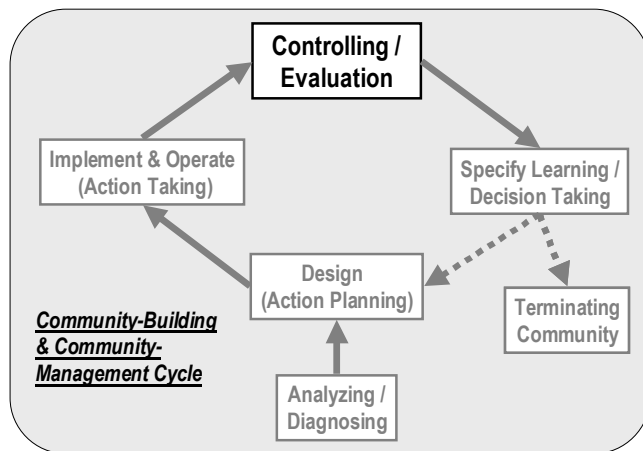 Controlling /
Evaluation
Implement & Operate
(Action Taking)
Specify Learning /
Decision Taking
Design
(Action Planning)
Terminating
Community
Community-Building
& Community-
Management Cycle
Analyzing /
Diagnosing